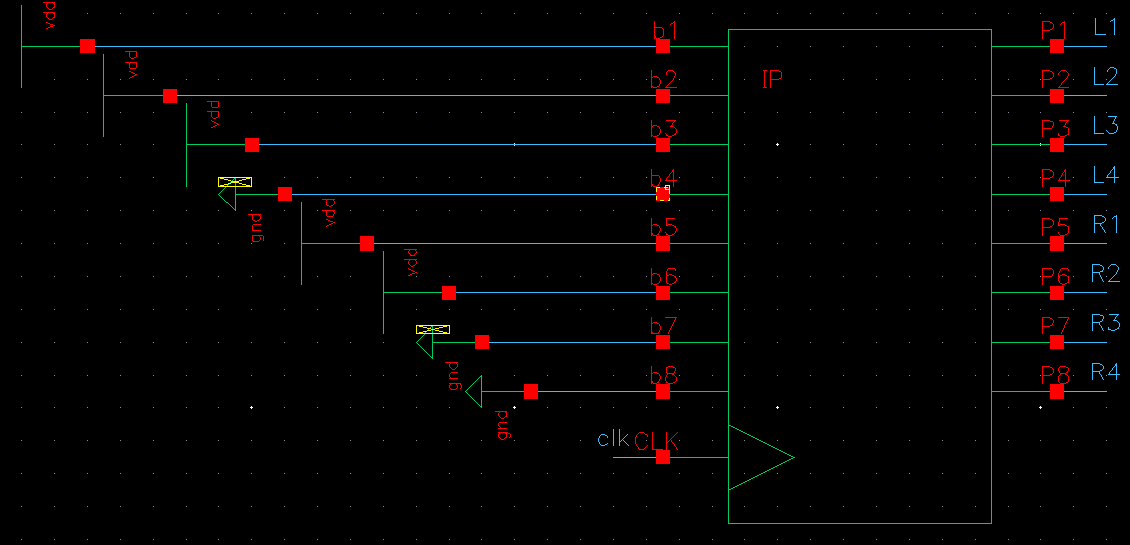 vdd b1 P1 L1
vdd b2 IP P2 L2
vdd b3 P3 L3
gnd b4 P4 L4
vdd b5 P5 R1
vdd b6 P6 R2
gnd b7 P7 R3
gnd b8 P8 R4
clk CLK